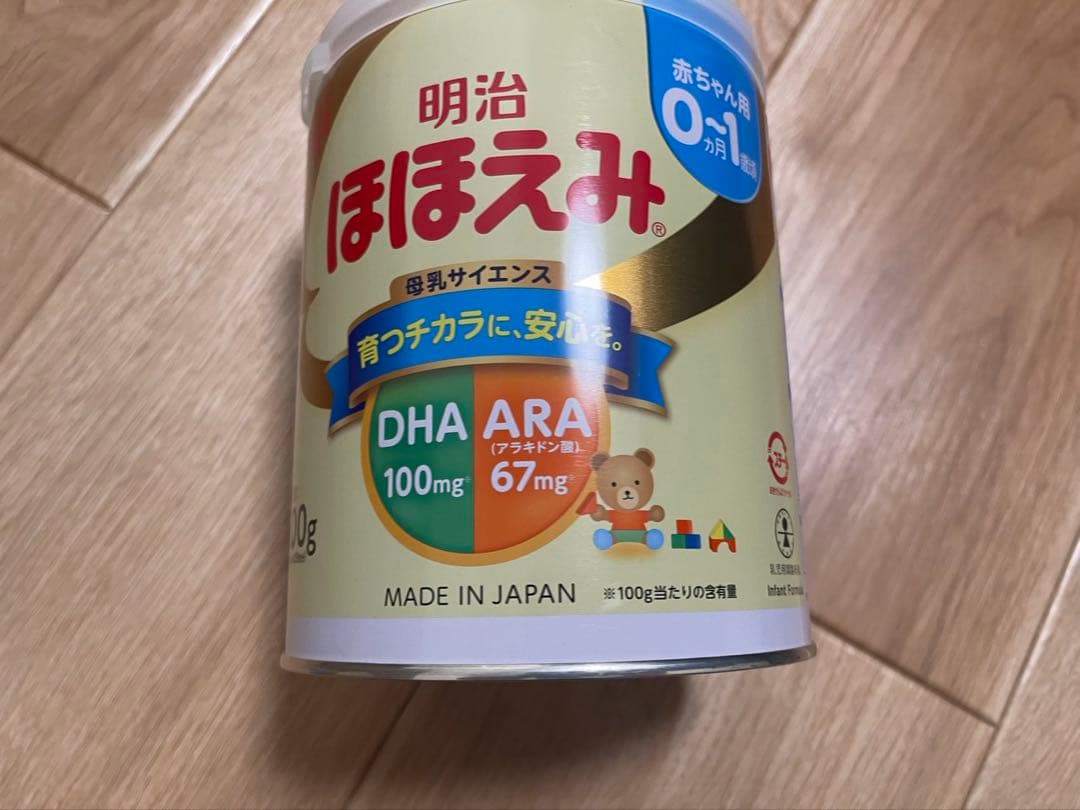 明治
ほほえみ®
赤ちゃん用
0カ月~1
母乳サイエンス
育つチカラに、安心を。
DHA
100mg※
ARA
(アラキドン酸)
67mg※
MADE IN JAPAN
※100g当たりの含有量
Infant